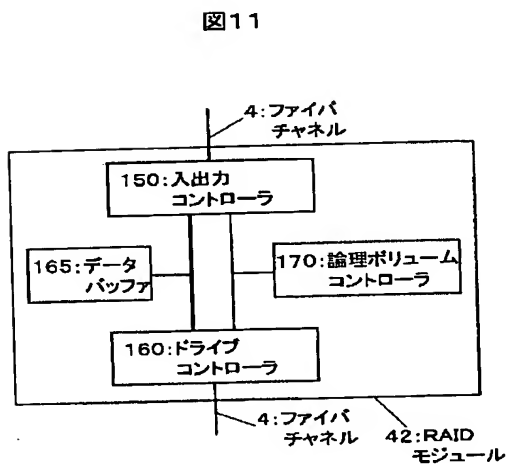 図11
4:ファイバ
チャネル
150:入出力
コントローラ
165:データ
バッファ
170:論理ボリューム
コントローラ
160:ドライブ
コントローラ
4:ファイバ
チャネル
42:RAID
モジュール